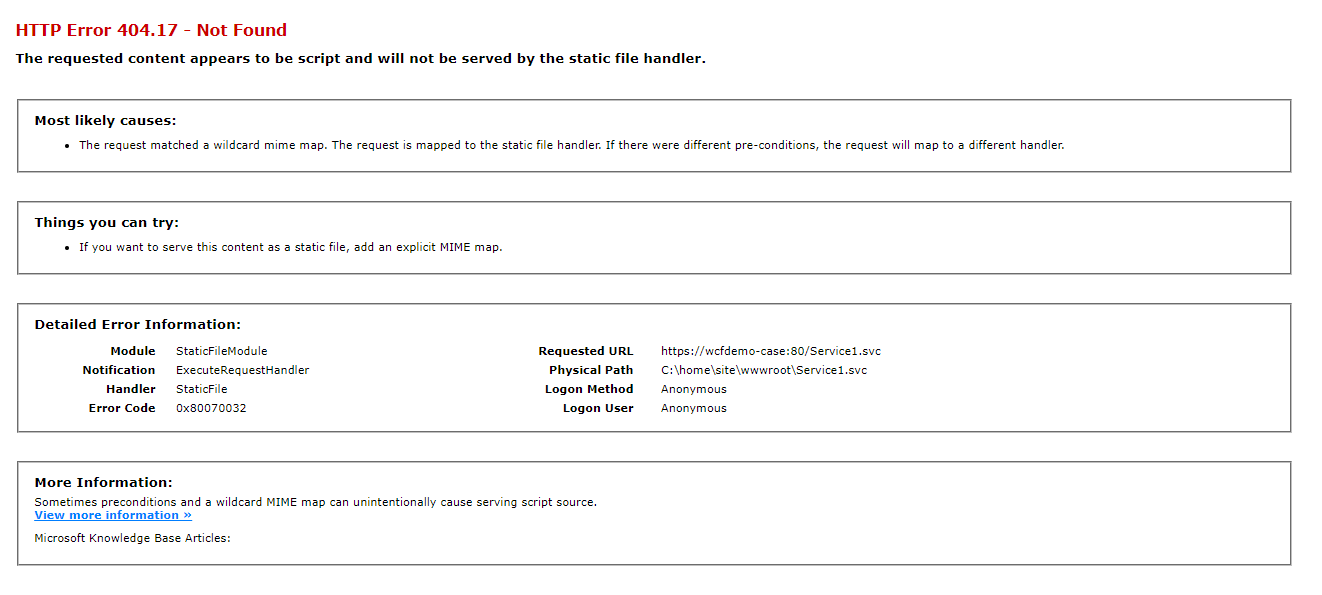 HTTP Error 404.17 - Not Found
The requested content appears to be script and will not be served by the static file handler.
Most likely causes:
• The request matched a wildcard mime map. The request is mapped to the static file handler. If there were different pre-conditions, the request will map to a different handler.
Things you can try:
• If you want to serve this content as a static file, add an explicit MIME map.
Detailed Error Information:
Module StaticFileModule
Notification ExecuteRequestHandler
Handler StaticFile
Error Code 0x80070032
Requested URL https://wcfdemo-case:80/Service1.svc
Physical Path C:\home\site\wwwroot\Service1.svc
Logon Method Anonymous
Logon User Anonymous
More Information:
Sometimes preconditions and a wildcard MIME map can unintentionally cause serving script source.
View more information »
Microsoft Knowledge Base Articles: